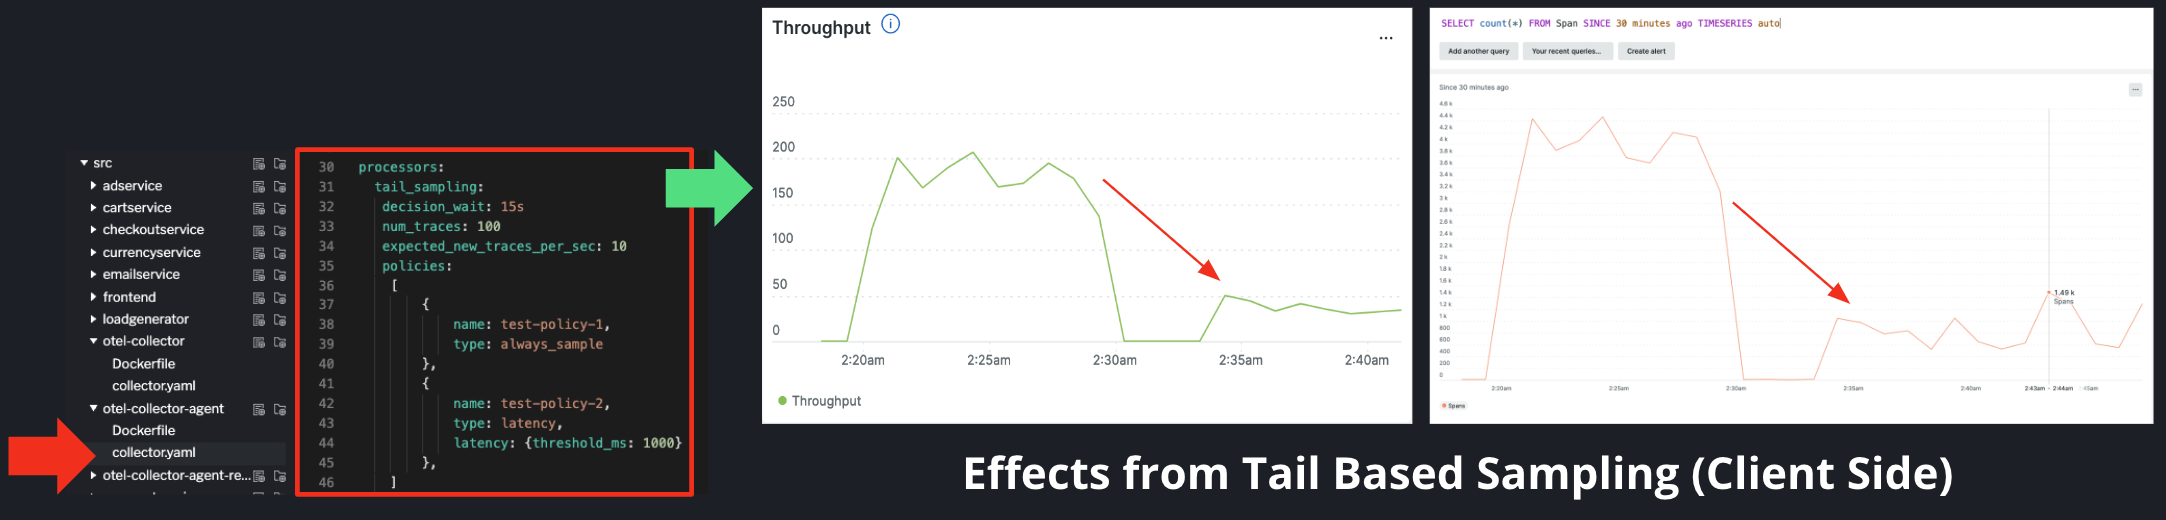 src
adservice
cartservice
checkoutservice
currencyservice
emailservice
frontend
loadgenerator
otel-collector
Dockerfile
collector.yaml
otel-collector-agent
Dockerfile
collector.yaml
otel-collector-agent-re...
30 processors:
31 tail_sampling:
32 decision_wait: 15s
33 num_traces: 100
34 expected_new_traces_per_sec: 10
35 policies:
36 [
37 {
38 name: test-policy-1,
39 type: always_sample
40 },
41 {
42 name: test-policy-2,
43 type: latency,
44 latency: {threshold_ms: 1000}
45 },
46 ]
Throughput
...
250
200
150
100
50
0
2:20am 2:25am 2:30am 2:35am 2:40am
Throughput
SELECT count(*) FROM Span SINCE 30 minutes ago TIMESERIES auto
Add another query Your recent queries... Create alert
Since 30 minutes ago
...
4.6 k
4.4 k
4.2 k
4 k
3.8 k
3.6 k
3.4 k
3.2 k
3 k
2.8 k
2.6 k
2.4 k
2.2 k
2 k
1.8 k
1.6 k
1.4 k
1.2 k
1 k
800
600
400
200
0
1.49 k
Spans
2:20am 2:25am 2:30am 2:35am 2:40am 2:43am - 2:44am :45am
Spans
Effects from Tail Based Sampling (Client Side)